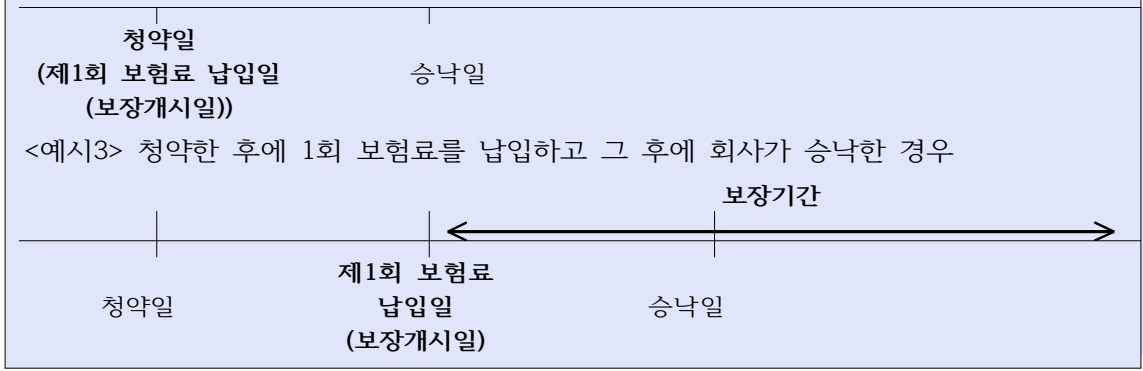 청약일
(제1회 보험료 납입일
(보장개시일))
승낙일
<예시3> 청약한 후에 1회 보험료를 납입하고 그 후에 회사가 승낙한 경우
보장기간
청약일
제1회 보험료
납입일
(보장개시일)
승낙일